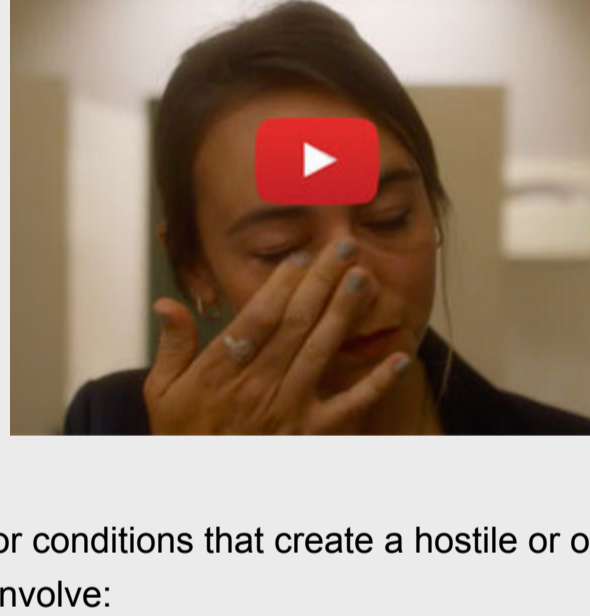 or conditions that create a hostile or o
nvolve: